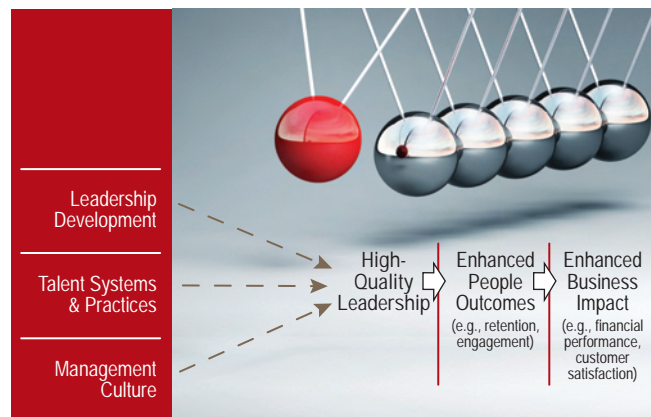 Leadership
Development
Talent Systems
& Practices
Management
Culture
High-
Quality
Leadership
Enhanced
People
Outcomes
(e.g., retention,
engagement)
Enhanced
Business
Impact
(e.g., financial
performance,
customer
satisfaction)